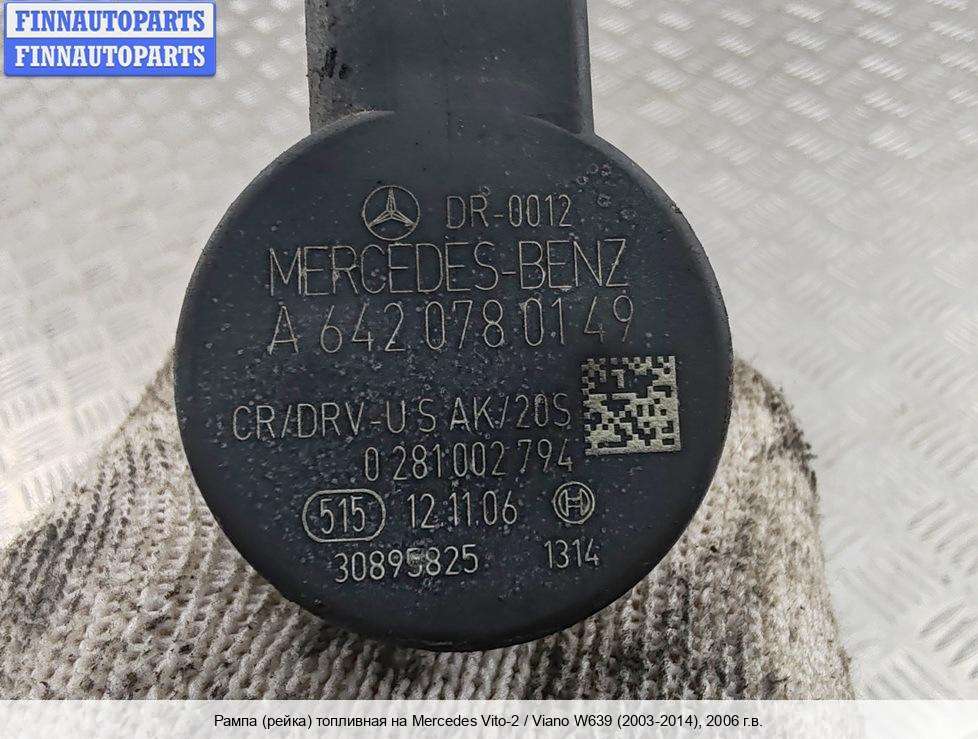 FINNAUTOPARTS
FINNAUTOPARTS
DR-0012
MERCEDES-BENZ
A 642 078 01 49
CR/DRV-U S AK/20S
0 281 002 794
515 12.11.06
30895825 1314
Рампа (рейка) топливная на Mercedes Vito-2 / Viano W639 (2003-2014), 2006 г.в.